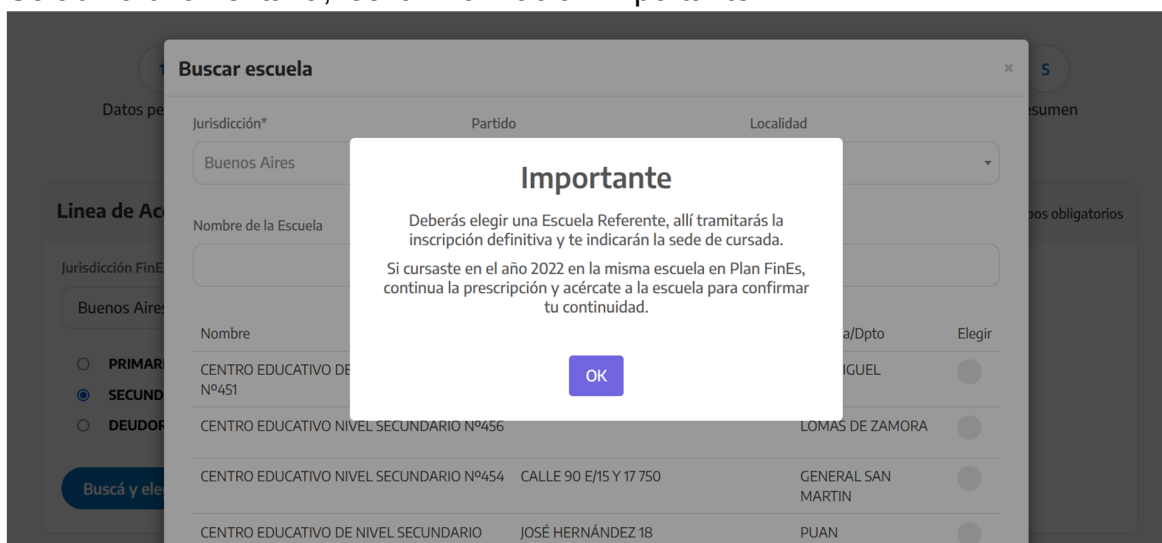 1
Buscar escuela
×
5
Datos pe
esumen
Jurisdicción*
Partido
Localidad
Buenos Aires
Importante
Linea de Ac
Nombre de la Escuela
Deberás elegir una Escuela Referente, allí tramitarás la
inscripción definitiva y te indicarán la sede de cursada.
pos obligatorios
Jurisdicción FinE
Si cursaste en el año 2022 en la misma escuela en Plan FinEs,
continua la prescripción y acércate a la escuela para confirmar
tu continuidad.
Buenos Aires
Nombre
a/Dpto
Elegir
PRIMARI
CENTRO EDUCATIVO DE
Nº451
OK
IGUEL
SECUND
DEUDOR
CENTRO EDUCATIVO NIVEL SECUNDARIO Nº456
LOMAS DE ZAMORA
Buscá y ele
CENTRO EDUCATIVO NIVEL SECUNDARIO Nº454 CALLE 90 E/15 Y 17 750
GENERAL SAN
MARTIN
CENTRO EDUCATIVO DE NIVEL SECUNDARIO JOSÉ HERNÁNDEZ 18 PUAN